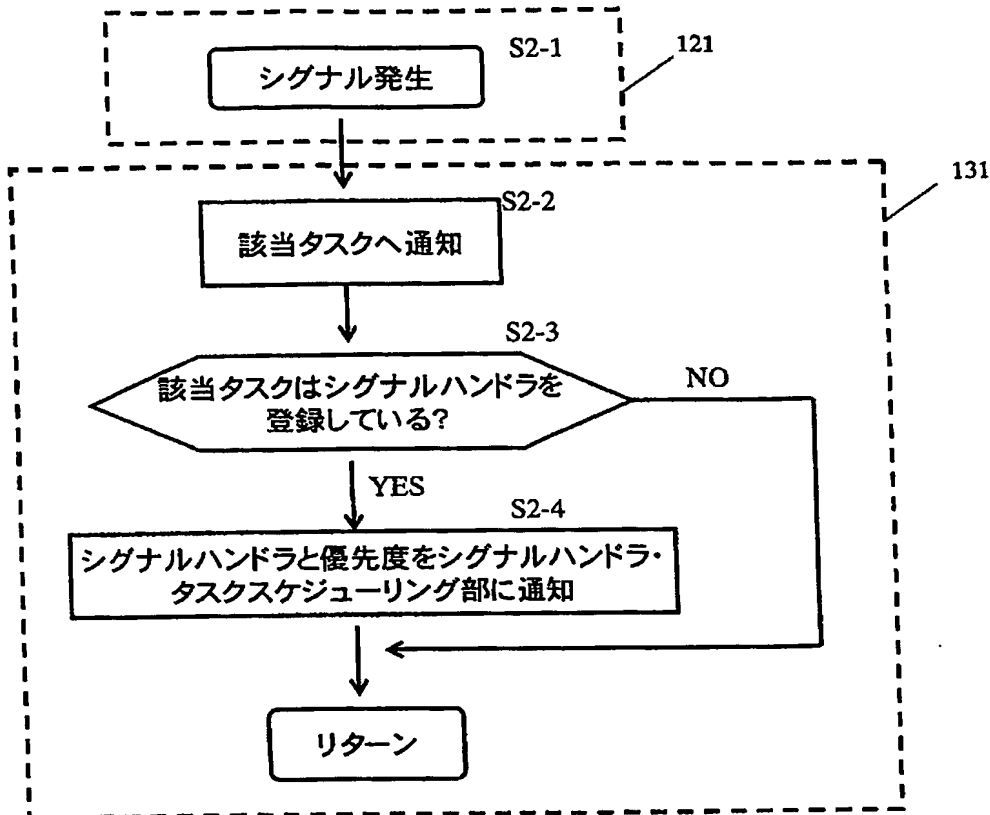 S2-1
シグナル発生
121
131
S2-2
該当タスクへ通知
S2-3
該当タスクはシグナルハンドラを
登録している?
NO
YES
S2-4
シグナルハンドラと優先度をシグナルハンドラ・
タスクスケジューリング部に通知
リターン